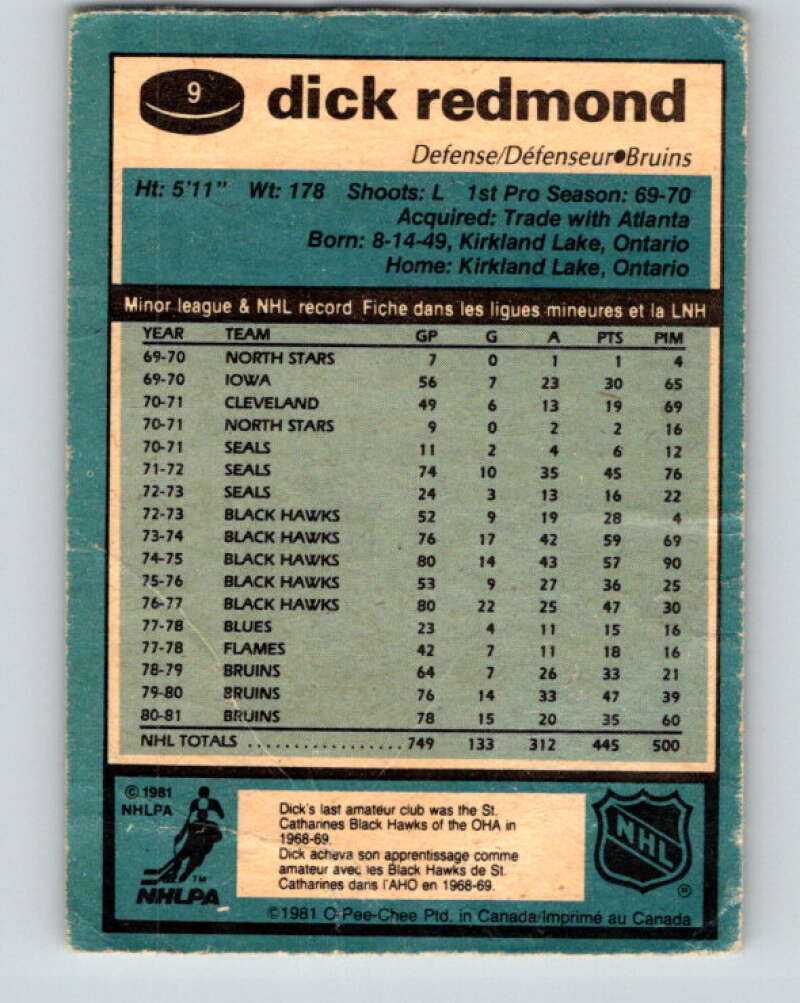 9 dick redmond
Defense/Défenseur●Bruins
Ht: 5'11" Wt: 178 Shoots: L 1st Pro Season: 69-70
Acquired: Trade with Atlanta
Born: 8-14-49, Kirkland Lake, Ontario
Home: Kirkland Lake, Ontario
Minor league & NHL record Fiche dans les ligues mineures et la LNH
YEAR TEAM GP G A PTS PIM
69-70 NORTH STARS 7 0 1 1 4
69-70 IOWA 56 7 23 30 65
70-71 CLEVELAND 49 6 13 19 69
70-71 NORTH STARS 9 0 2 2 16
70-71 SEALS 11 2 4 6 12
71-72 SEALS 74 10 35 45 76
72-73 SEALS 24 3 13 16 22
72-73 BLACK HAWKS 52 9 19 28 4
73-74 BLACK HAWKS 76 17 42 59 69
74-75 BLACK HAWKS 80 14 43 57 90
75-76 BLACK HAWKS 53 9 27 36 25
76-77 BLACK HAWKS 80 22 25 47 30
77-78 BLUES 23 4 11 15 16
77-78 FLAMES 42 7 11 18 16
78-79 BRUINS 64 7 26 33 21
79-80 BRUINS 76 14 33 47 39
80-81 BRUINS 78 15 20 35 60
NHL TOTALS ..................749 133 312 445 500
© 1981
NHLPA
™
NHLPA
Dick's last amateur club was the St.
Catharines Black Hawks of the OHA in
1968-69.
Dick acheva son apprentissage comme
amateur avec les Black Hawks de St.
Catharines dans l'AHO en 1968-69.
NHL
®
© 1981 O-Pee-Chee Ptd. in Canada/Imprimé au Canada